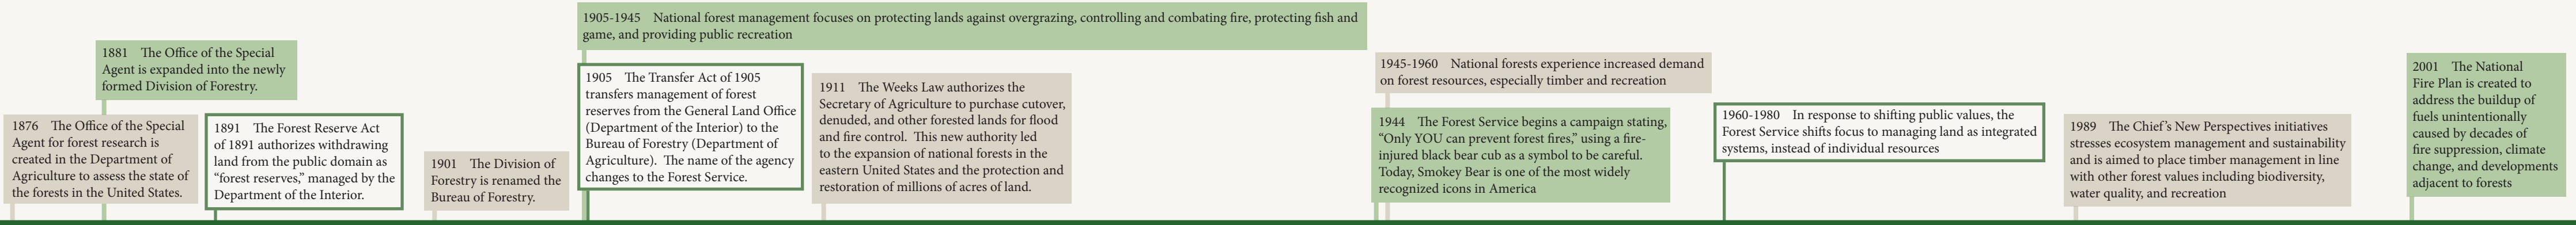 1876 The Office of the Special
Agent for forest research is
created in the Department of
Agriculture to assess the state of
the forests in the United States.
1881 The Office of the Special
Agent is expanded into the newly
formed Division of Forestry.
1891 The Forest Reserve Act
of 1891 authorizes withdrawing
land from the public domain as
“forest reserves,” managed by the
Department of the Interior.
1901 The Division of
Forestry is renamed the
Bureau of Forestry.
1905-1945 National forest management focuses on protecting lands against overgrazing, controlling and combating fire, protecting fish and
game, and providing public recreation
1905 The Transfer Act of 1905
transfers management of forest
reserves from the General Land Office
(Department of the Interior) to the
Bureau of Forestry (Department of
Agriculture). The name of the agency
changes to the Forest Service.
1911 The Weeks Law authorizes the
Secretary of Agriculture to purchase cutover,
denuded, and other forested lands for flood
and fire control. This new authority led
to the expansion of national forests in the
eastern United States and the protection and
restoration of millions of acres of land.
1945-1960 National forests experience increased demand
on forest resources, especially timber and recreation
1944 The Forest Service begins a campaign stating,
“Only YOU can prevent forest fires,” using a fire-
injured black bear cub as a symbol to be careful.
Today, Smokey Bear is one of the most widely
recognized icons in America
1960-1980 In response to shifting public values, the
Forest Service shifts focus to managing land as integrated
systems, instead of individual resources
1989 The Chief’s New Perspectives initiatives
stresses ecosystem management and sustainability
and is aimed to place timber management in line
with other forest values including biodiversity,
water quality, and recreation
2001 The National
Fire Plan is created to
address the buildup of
fuels unintentionally
caused by decades of
fire suppression, climate
change, and developments
adjacent to forests